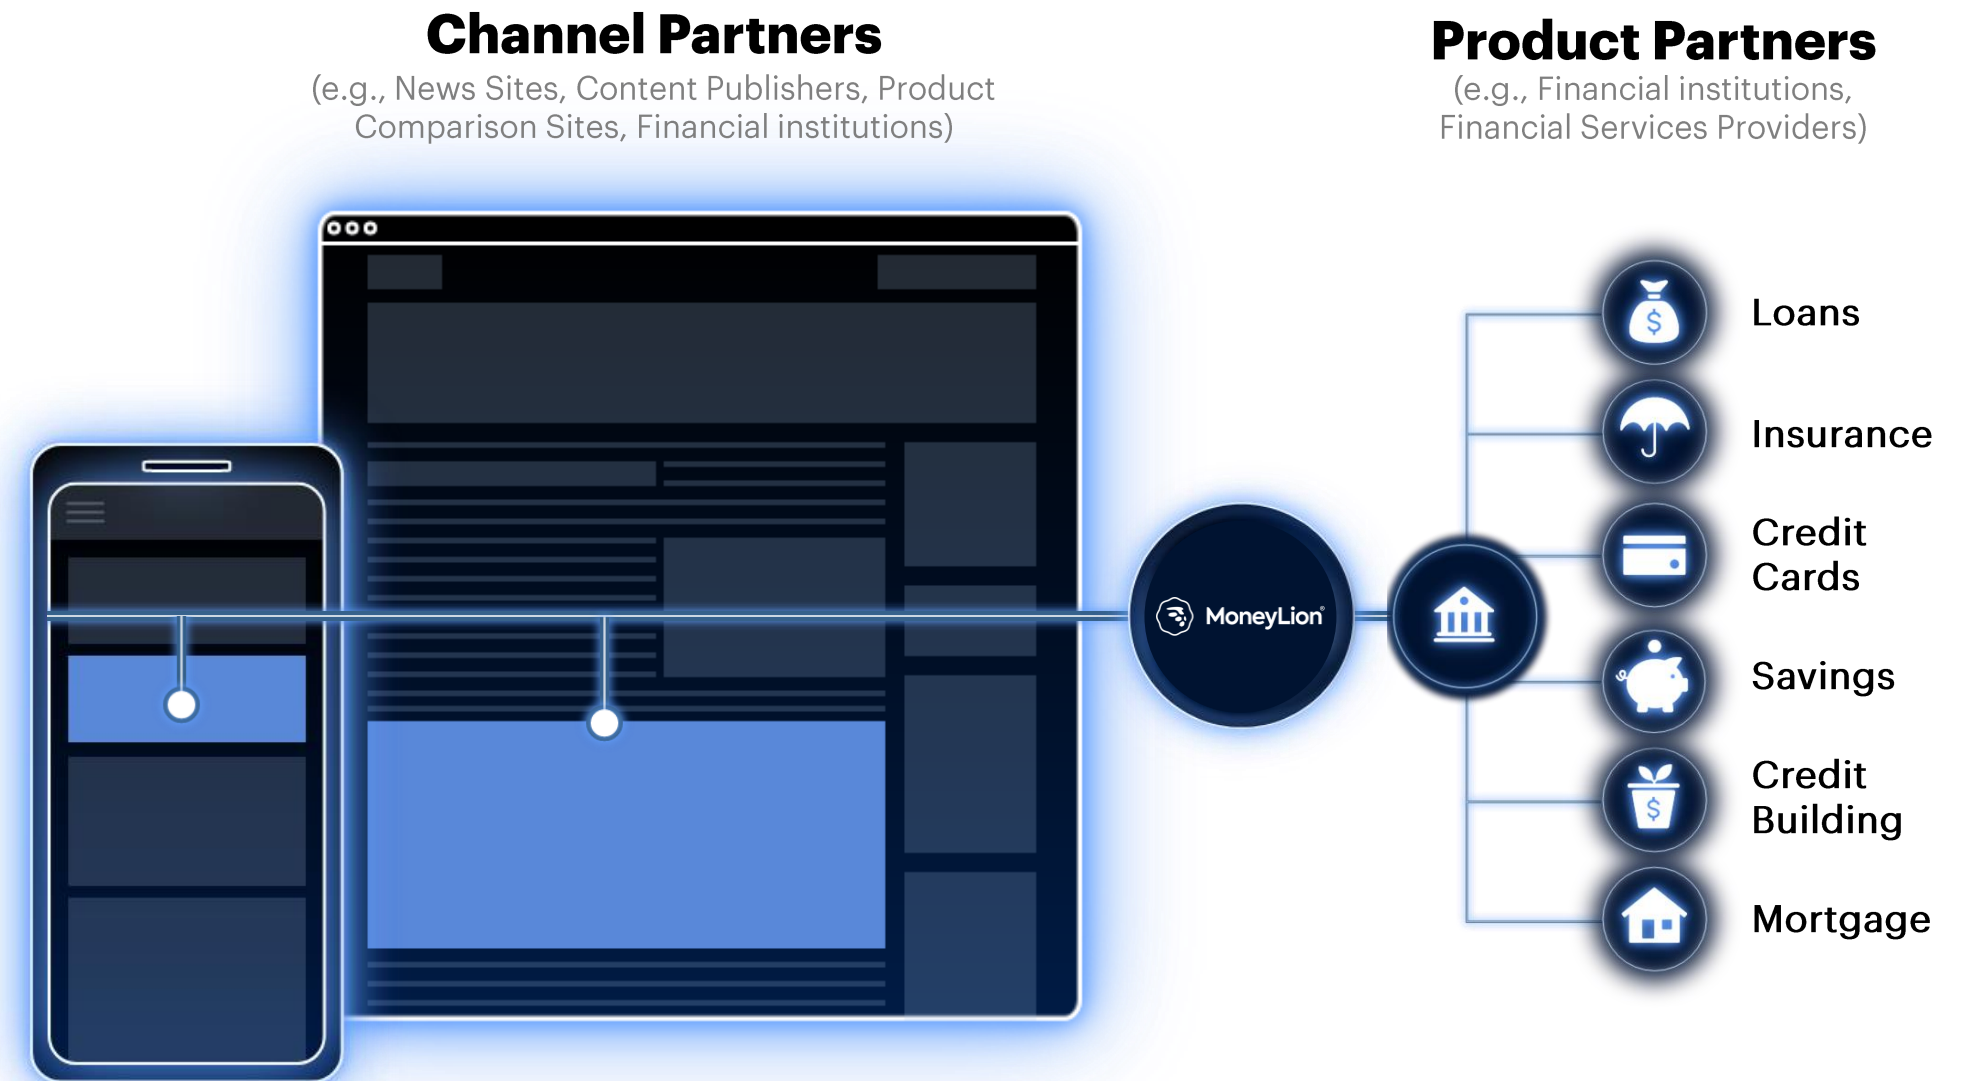 Channel Partners
(e.g., News Sites, Content Publishers, Product
Comparison Sites, Financial institutions)
Product Partners
(e.g., Financial institutions,
Financial Services Providers)
MoneyLion®
Loans
$
Insurance
Credit
Cards
Savings
Credit
Building
$
Mortgage